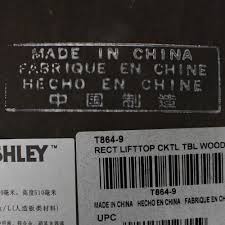 MADE IN CHINA
FABRIQUE EN CHINE
HECHO EN CHINE
中国制造
SHLEY
T864-9
RECT LIFTTOP CKTL TBL WOOD
T864-9
MADE IN CHINA HECHO EN CHINA FABRIQUE EN CHIN
UPC